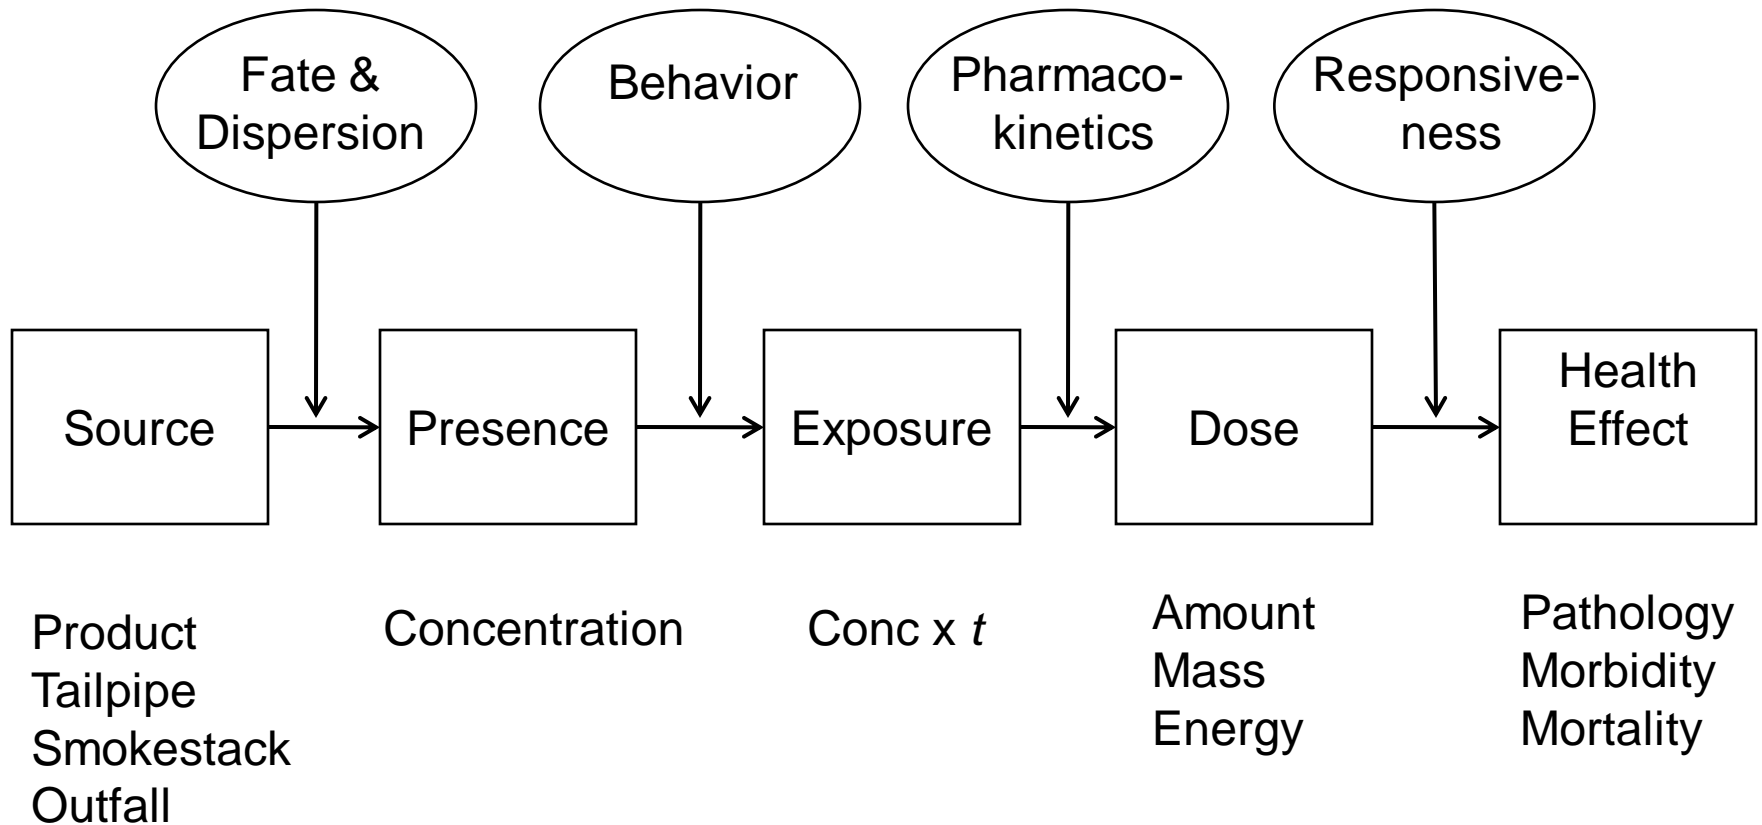 Fate &
Dispersion
Behavior
Pharmaco-
kinetics
Responsive-
ness
Source
Presence
Exposure
Dose
Health
Effect
Product
Tailpipe
Smokestack
Outfall
Concentration
Conc x t
Amount
Mass
Energy
Pathology
Morbidity
Mortality